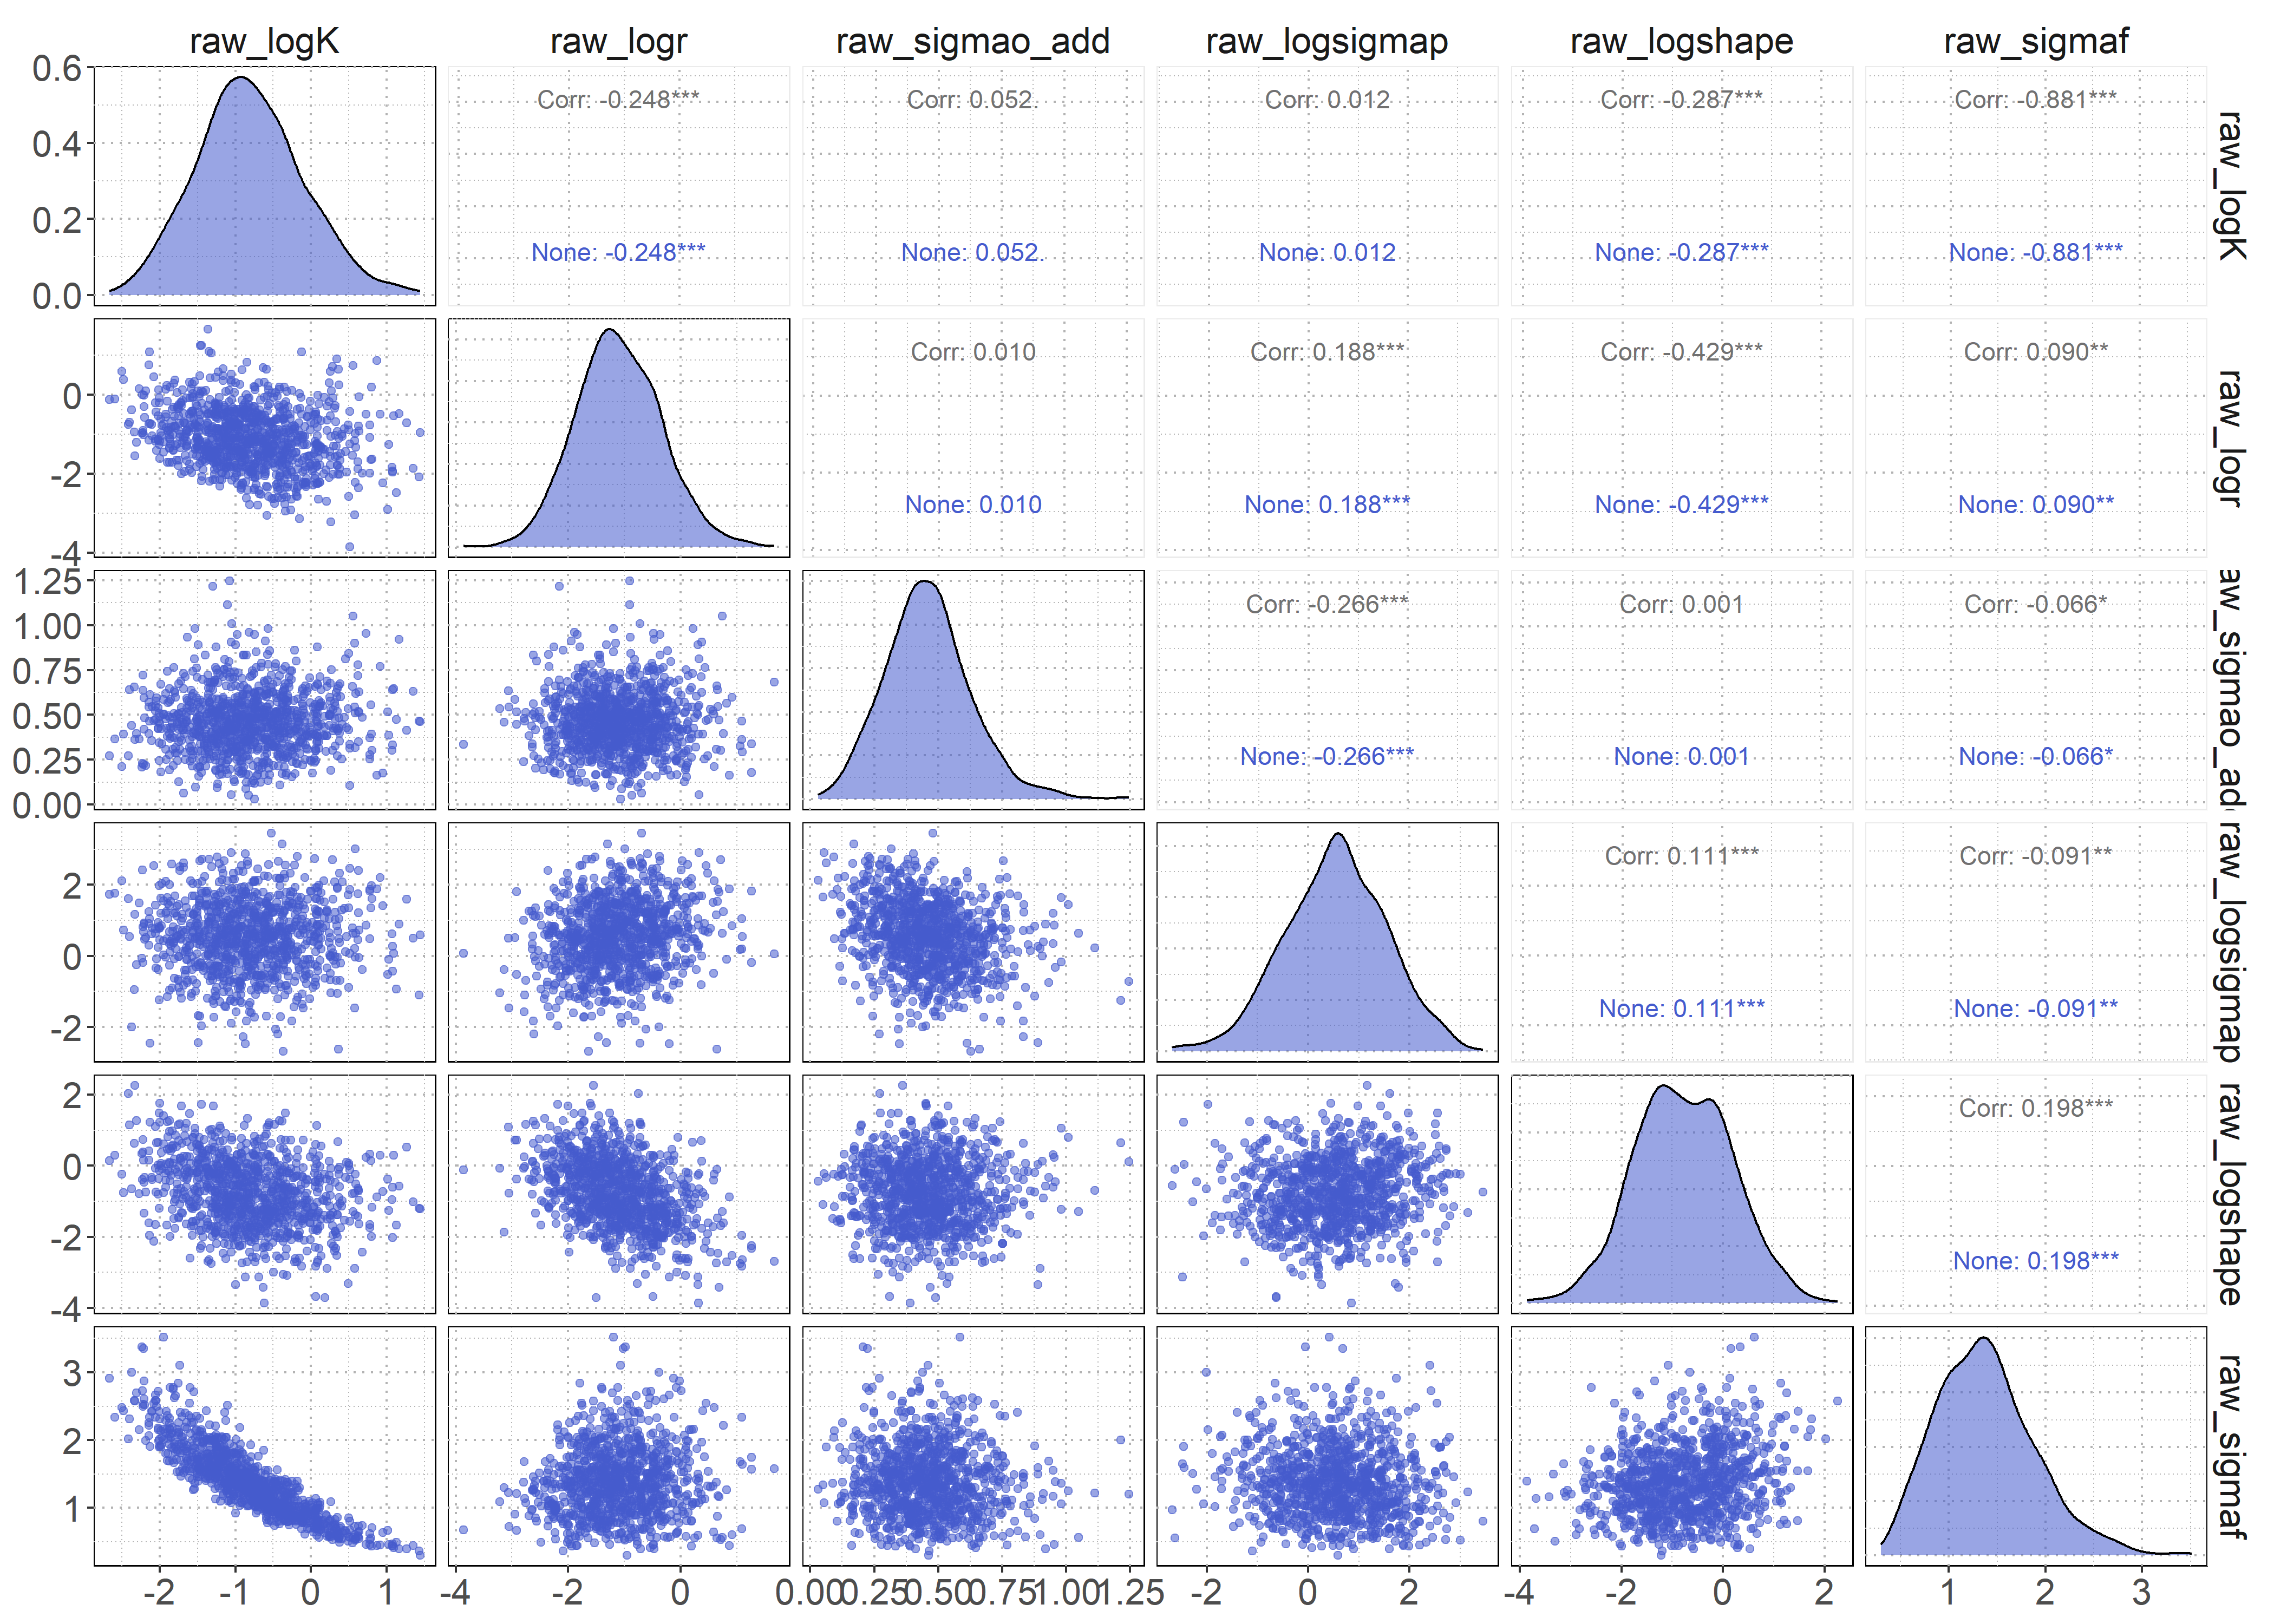 raw_logK raw_logr raw_sigmao_add raw_logsigmap raw_logshape raw_sigmaf
0.6
0.4
0.2
0.0
Corr: -0.248*** Corr: 0.052. Corr: 0.012 Corr: -0.287*** Corr: -0.881***
None: -0.248*** None: 0.052. None: 0.012 None: -0.287*** None: -0.881***
raw_logK
0
-2
-4
Corr: 0.010 Corr: 0.188*** Corr: -0.429*** Corr: 0.090**
None: 0.010 None: 0.188*** None: -0.429*** None: 0.090**
raw_logr
1.25
1.00
0.75
0.50
0.25
0.00
Corr: -0.266*** Corr: 0.001 Corr: -0.066*
None: -0.266*** None: 0.001 None: -0.066*
aw_sigmao_ad
2
0
-2
Corr: 0.111*** Corr: -0.091**
None: 0.111*** None: -0.091**
raw_logsigmap
2
0
-2
-4
Corr: 0.198***
None: 0.198***
raw_logshape
3
2
1
raw_sigmaf
-2 -1 0 1 -4 -2 0 0.00 0.25 0.50 0.75 1.00 1.25 -2 0 2 -4 -2 0 2 1 2 3